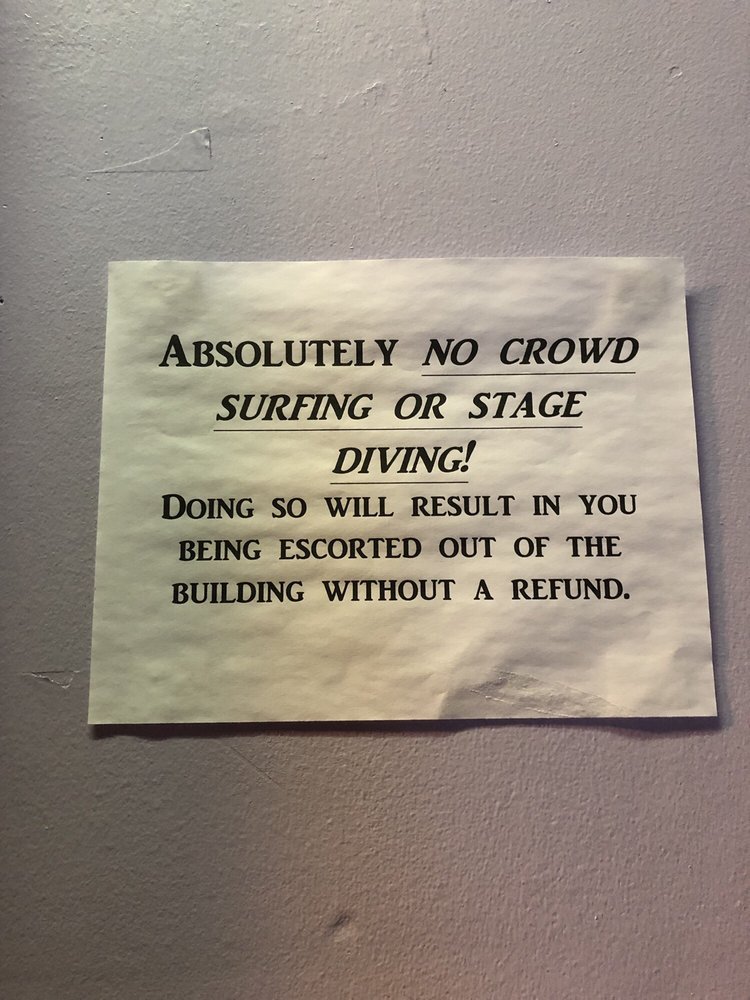 ABSOLUTELY NO CROWD
SURFING OR STAGE
DIVING!
DOING SO WILL RESULT IN YOU
BEING ESCORTED OUT OF THE
BUILDING WITHOUT A REFUND.